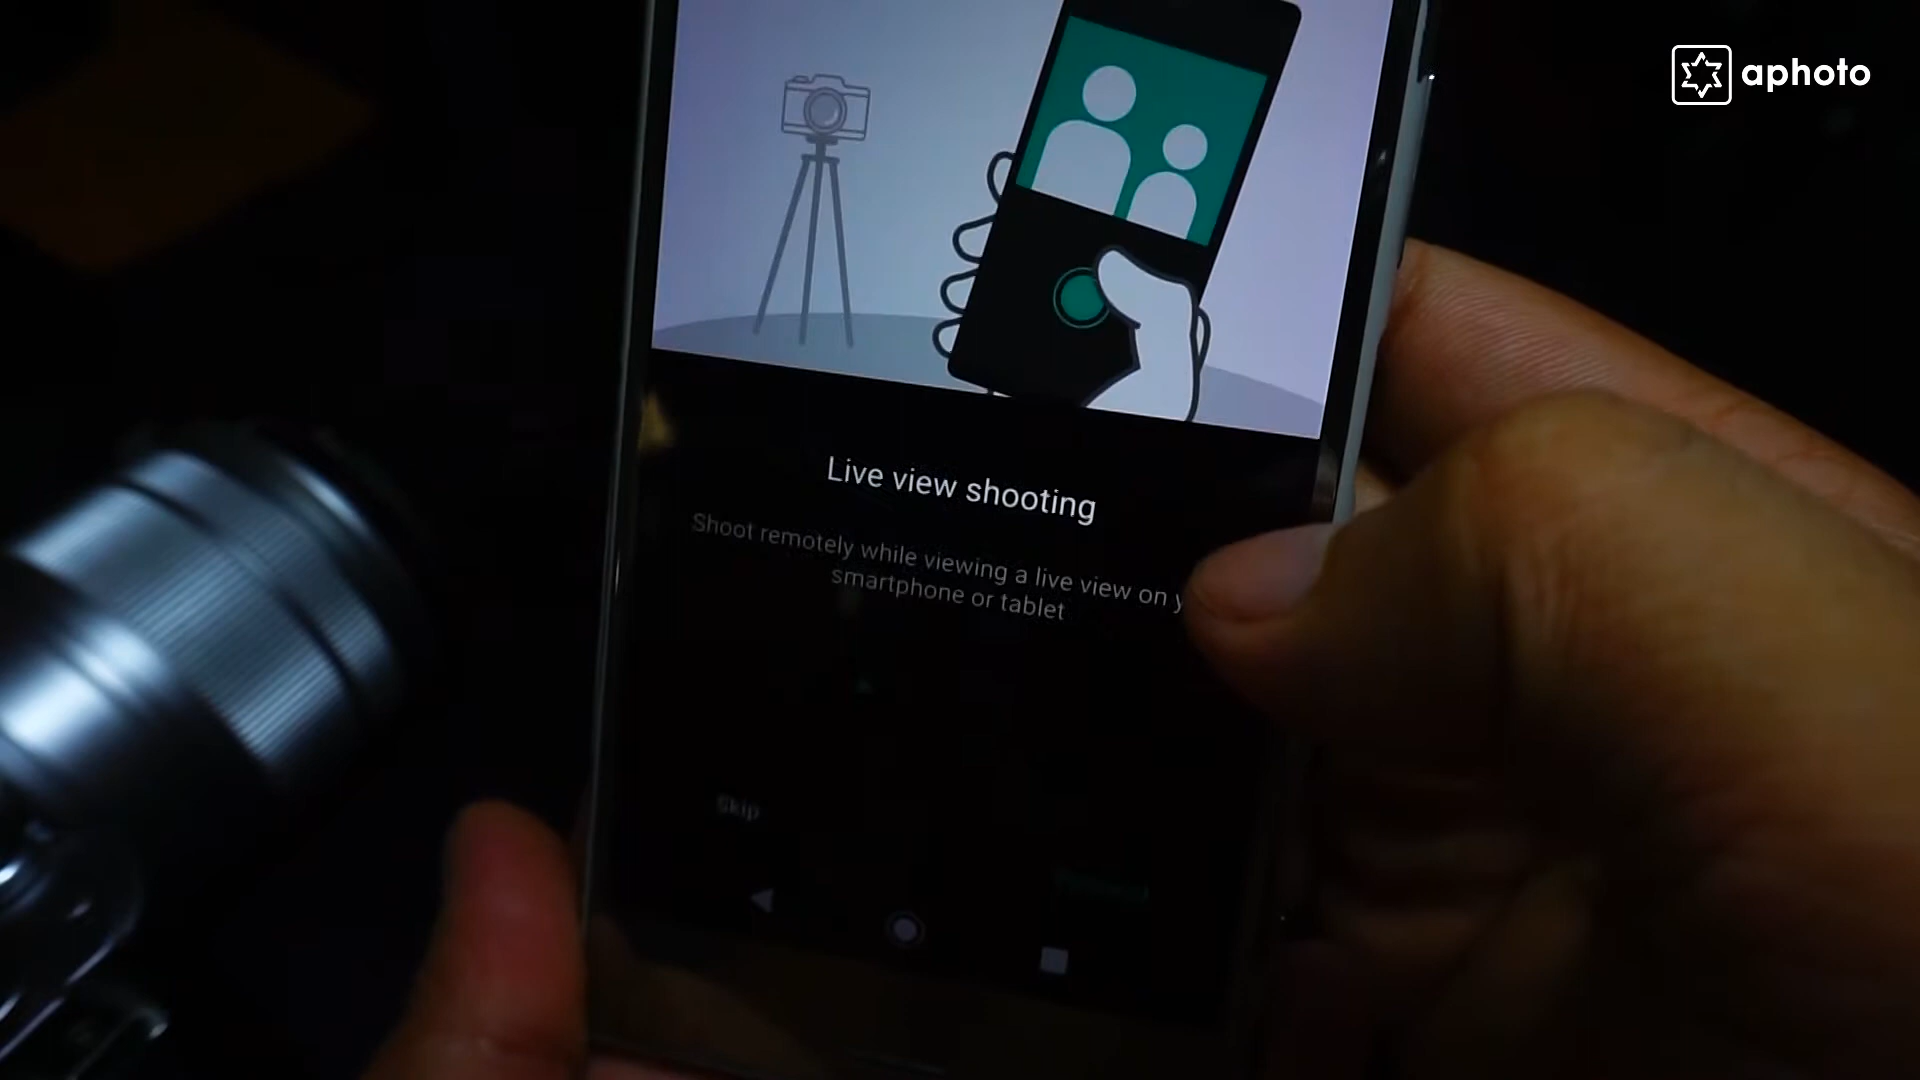 aphoto
Live view shooting
Shoot remotely while viewing a live view on y
smartphone or tablet
Skip